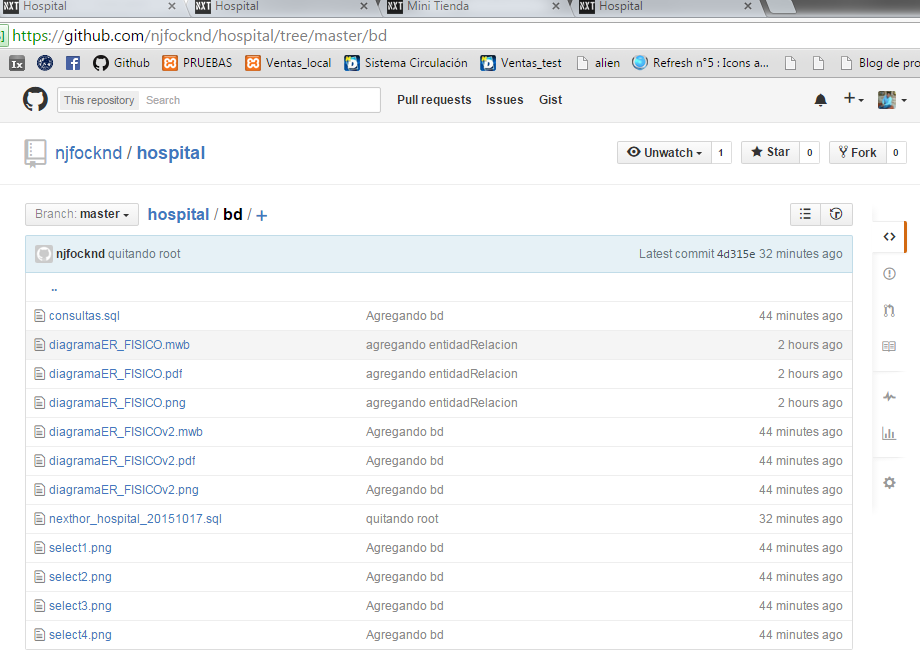 NXT Hospital × NXT Hospital × NXT Mini Tienda × NXT Hospital ×
https://github.com/njfocknd/hospital/tree/master/bd
Ix Github PRUEBAS Ventas_local Sistema Circulación Ventas_test alien Refresh n°5 : Icons a... Blog de pro
This repository Search Pull requests Issues Gist
njfocknd / hospital Unwatch 1 Star 0 Fork 0
Branch: master hospital / bd / +
njfocknd quitando root Latest commit 4d315e 32 minutes ago
..
consultas.sql Agregando bd 44 minutes ago
diagramaER_FISICO.mwb agregando entidadRelacion 2 hours ago
diagramaER_FISICO.pdf agregando entidadRelacion 2 hours ago
diagramaER_FISICO.png agregando entidadRelacion 2 hours ago
diagramaER_FISICOv2.mwb Agregando bd 44 minutes ago
diagramaER_FISICOv2.pdf Agregando bd 44 minutes ago
diagramaER_FISICOv2.png Agregando bd 44 minutes ago
nexthor_hospital_20151017.sql quitando root 32 minutes ago
select1.png Agregando bd 44 minutes ago
select2.png Agregando bd 44 minutes ago
select3.png Agregando bd 44 minutes ago
select4.png Agregando bd 44 minutes ago